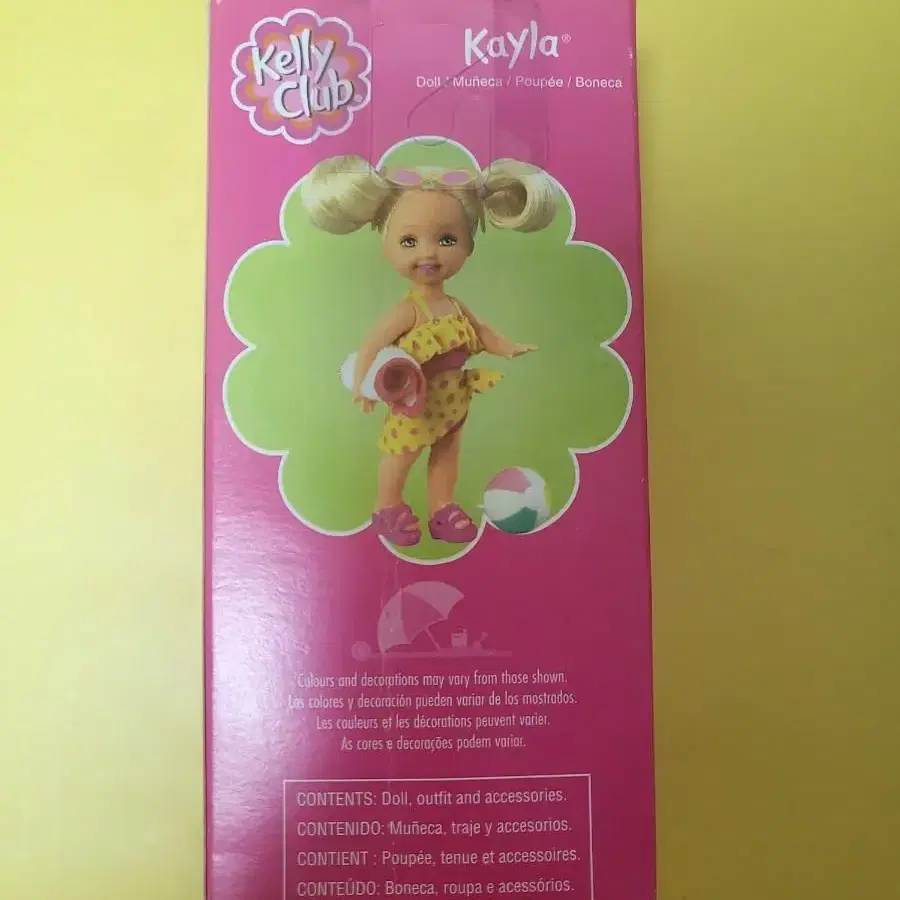 Kelly
Club®
Kayla®
Doll / Muñeca / Poupée / Boneca
Colours and decorations may vary from those shown.
Los colores y decoración pueden variar de los mostrados.
Les couleurs et les décorations peuvent varier.
As cores e decorações podem variar.
CONTENTS: Doll, outfit and accessories.
CONTENIDO: Muñeca, traje y accesorios.
CONTIENT : Poupée, tenue et accessoires.
CONTEÚDO: Boneca, roupa e acessórios.